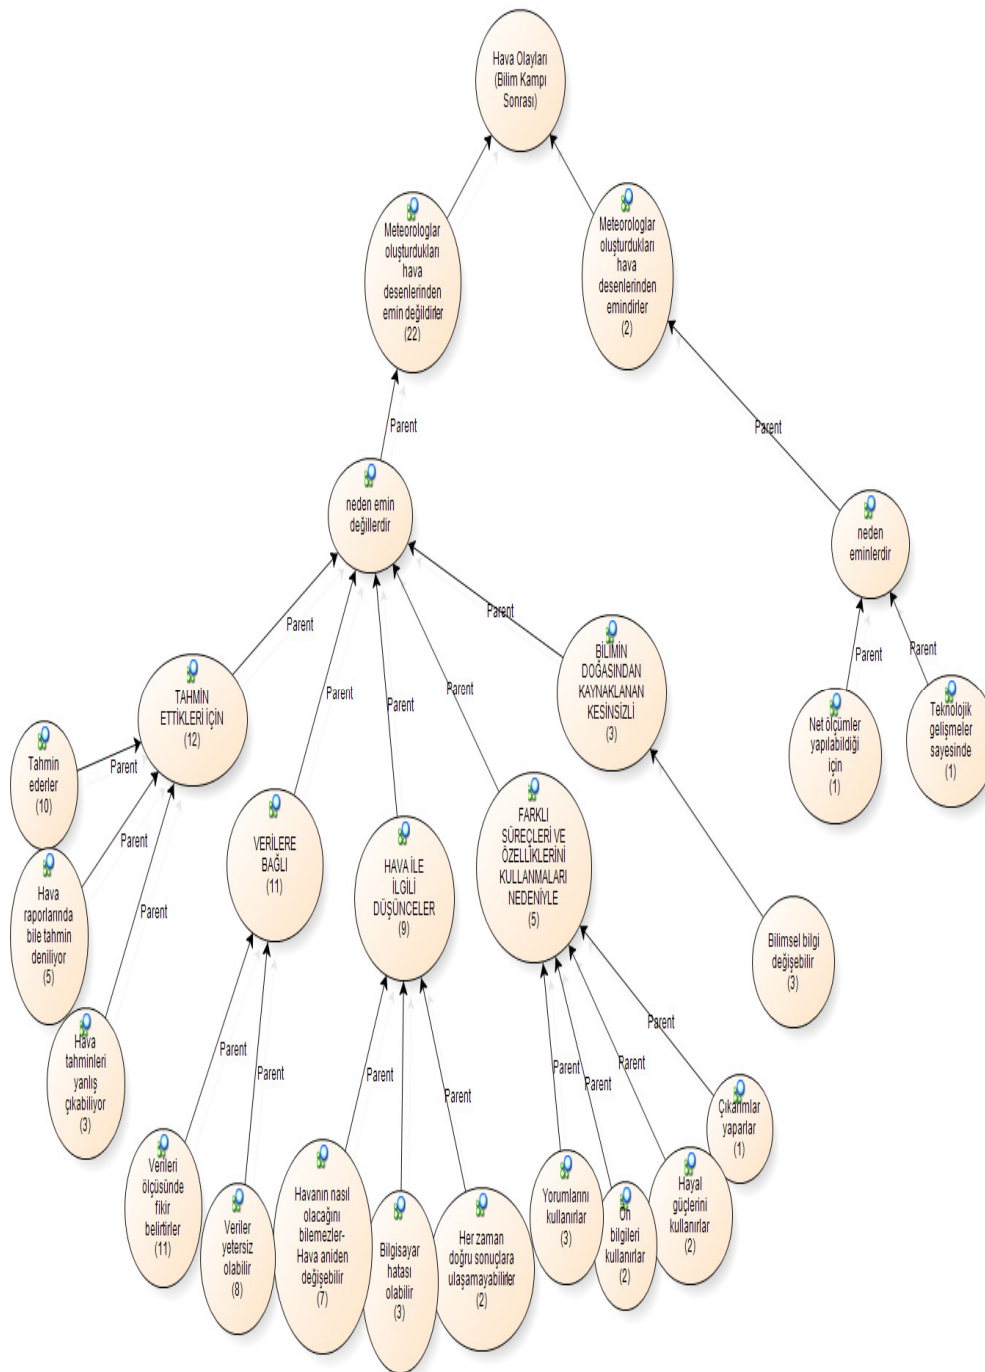 Hava Olayları
(Bilim Kampı
Sonrası)
Meteorologlar
oluşturdukları
hava
desenlerinden
emin değildirler
(22)
Meteorologlar
oluşturdukları
hava
desenlerinden
emindirler
(2)
Parent
Parent
neden emin
değillerdir
neden
eminlerdir
Parent
Parent
Parent
Parent
Parent
Parent
Parent
TAHMİN
ETTİKLERİ İÇİN
(12)
BİLİMİN
DOĞASINDAN
KAYNAKLANAN
KESİNSİZLİ
(3)
Net ölçümler
yapılabildiği
için
(1)
Teknolojik
gelişmeler
sayesinde
(1)
Tahmin
ederler
(10)
Parent
Parent
Parent
VERİLERE
BAĞLI
(11)
HAVA İLE
İLGİLİ
DÜŞÜNCELER
(9)
FARKLI
SÜREÇLERİ VE
ÖZELLİKLERİNİ
KULLANMALARI
NEDENİYLE
(5)
Hava
raporlarında
bile tahmin
deniliyor
(5)
Bilimsel bilgi
değişebilir
(3)
Hava
tahminleri
yanlış
çıkabiliyor
(3)
Parent
Parent
Parent
Parent
Parent
Parent
Parent
Parent
Çıkarımlar
yaparlar
(1)
Verileri
ölçüsünde
fikir
belirtirler
(11)
Veriler
yetersiz
olabilir
(8)
Havanın nasıl
olacağını
bilemezler-
Hava aniden
değişebilir
(7)
Bilgisayar
hatası
olabilir
(3)
Her zaman
doğru sonuçlara
ulaşamayabilirler
(2)
Yorumlarını
kullanırlar
(3)
Ön
bilgileri
kullanırlar
(2)
Hayal
güçlerini
kullanırlar
(2)